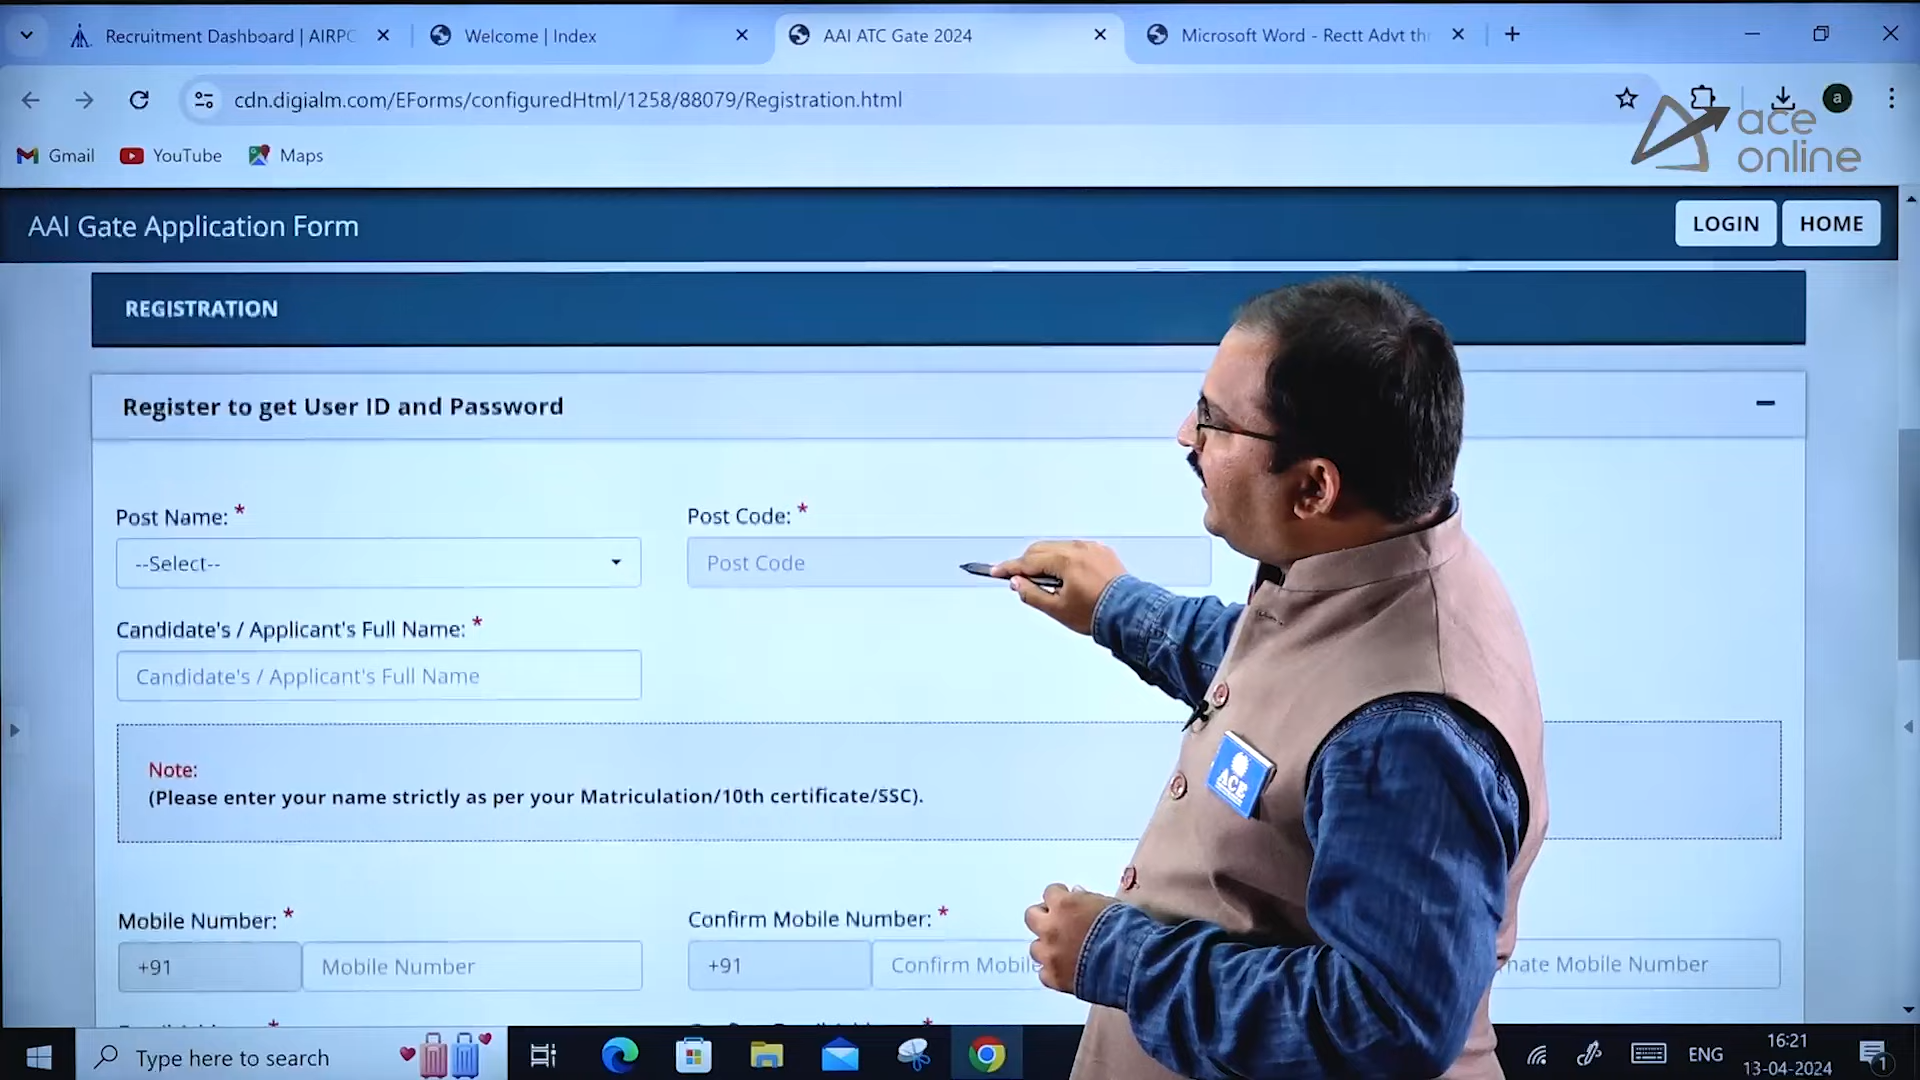 Recruitment Dashboard | AIRPC
Welcome | Index
AAI ATC Gate 2024
Microsoft Word - Rectt Advt th
cdn.digialm.com/EForms/configuredHtml/1258/88079/Registration.html
a
Gmail
YouTube
Maps
ace
online
AAI Gate Application Form
LOGIN
HOME
REGISTRATION
Register to get User ID and Password
Post Name: *
Post Code: *
--Select--
Post Code
Candidate's / Applicant's Full Name: *
Candidate's / Applicant's Full Name
Note:
(Please enter your name strictly as per your Matriculation/10th certificate/SSC).
ACE
Mobile Number: *
Confirm Mobile Number: *
+91
Mobile Number
+91
Confirm Mobile
nate Mobile Number
Type here to search
ENG
16:21
13-04-2024
1